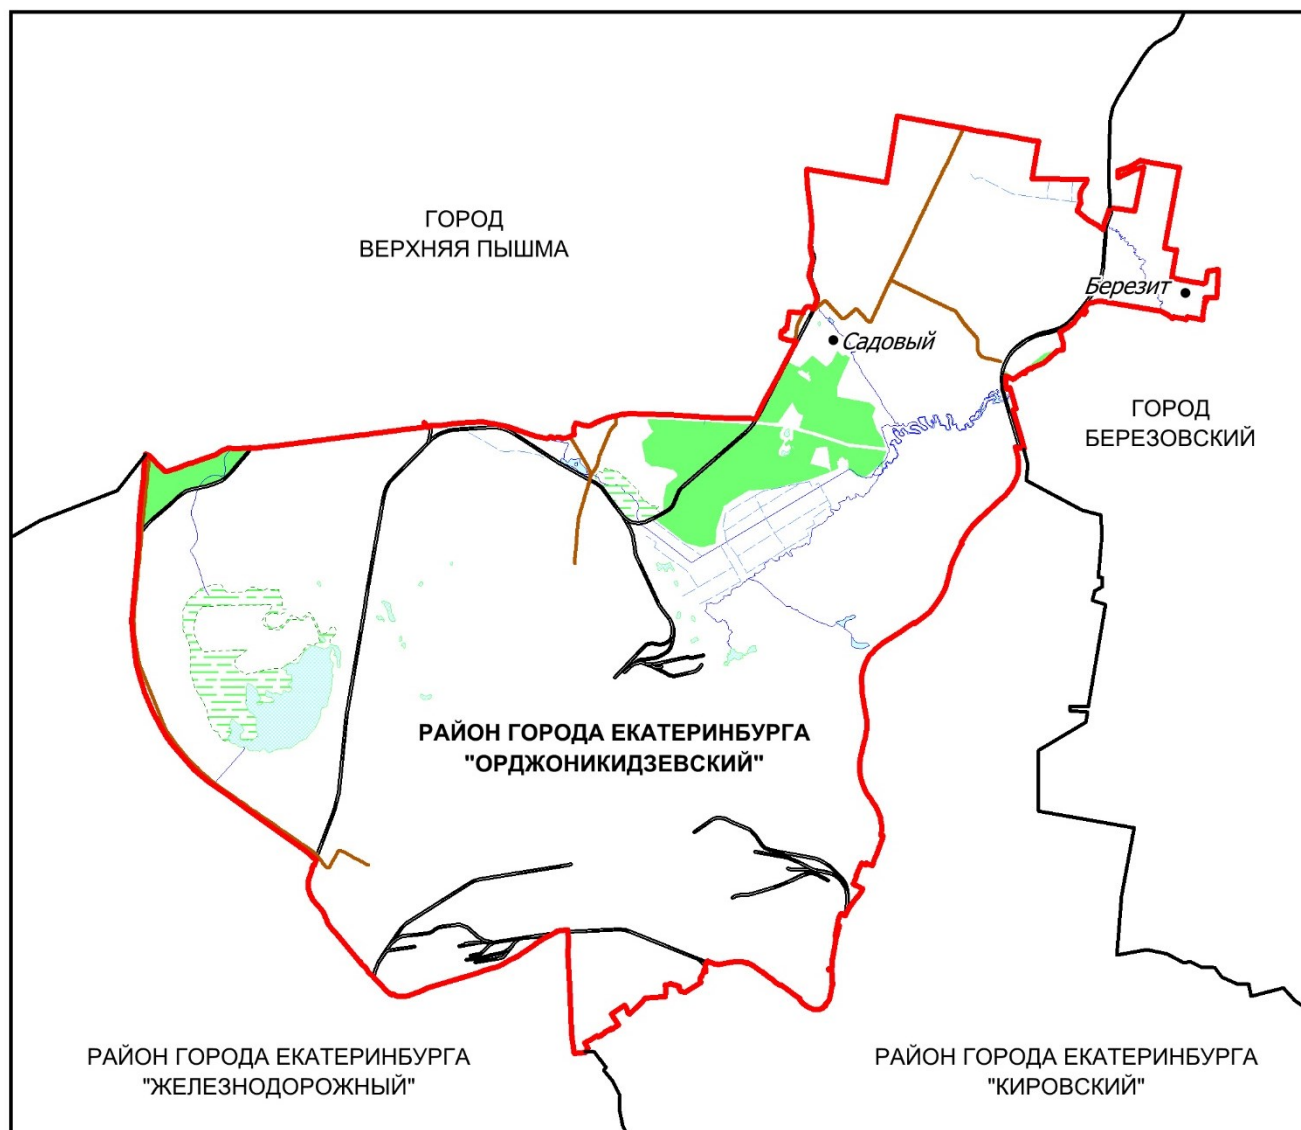 ГОРОД
ВЕРХНЯЯ ПЫШМА
Березит
Садовый
ГОРОД
БЕРЕЗОВСКИЙ
РАЙОН ГОРОДА ЕКАТЕРИНБУРГА
"ОРДЖОНИКИДЗЕВСКИЙ"
РАЙОН ГОРОДА ЕКАТЕРИНБУРГА
"ЖЕЛЕЗНОДОРОЖНЫЙ"
РАЙОН ГОРОДА ЕКАТЕРИНБУРГА
"КИРОВСКИЙ"